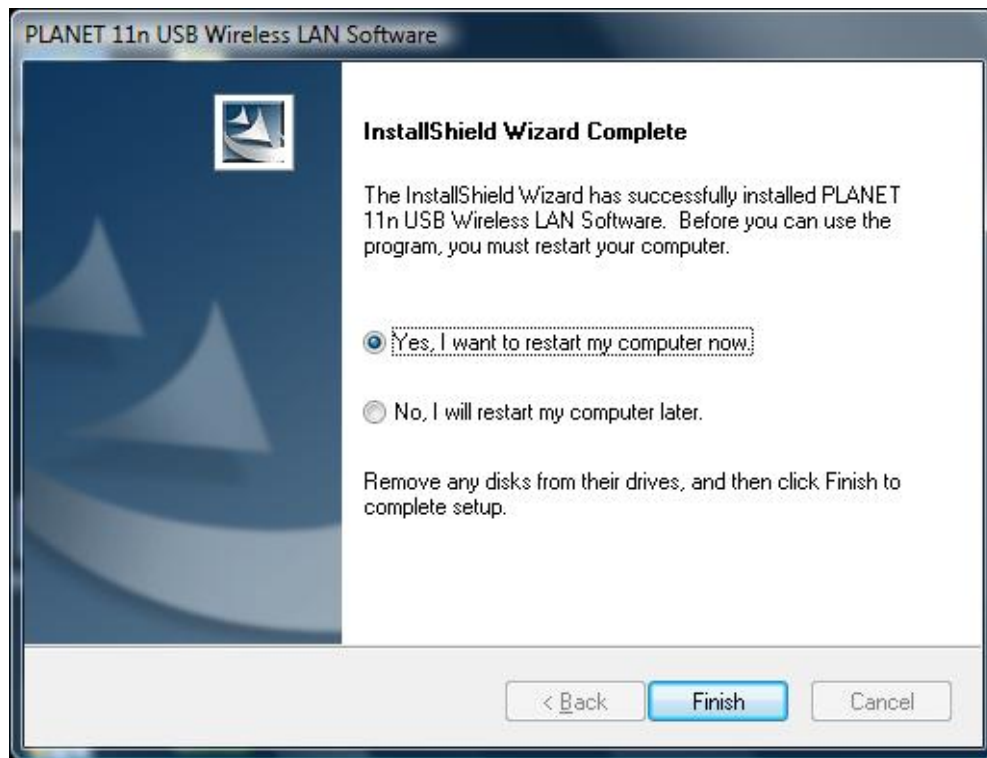 PLANET 11n USB Wireless LAN Software
InstallShield Wizard Complete
The InstallShield Wizard has successfully installed PLANET
11n USB Wireless LAN Software.  Before you can use the
program, you must restart your computer.
Yes, I want to restart my computer now.
No, I will restart my computer later.
Remove any disks from their drives, and then click Finish to
complete setup.
< Back
Finish
Cancel